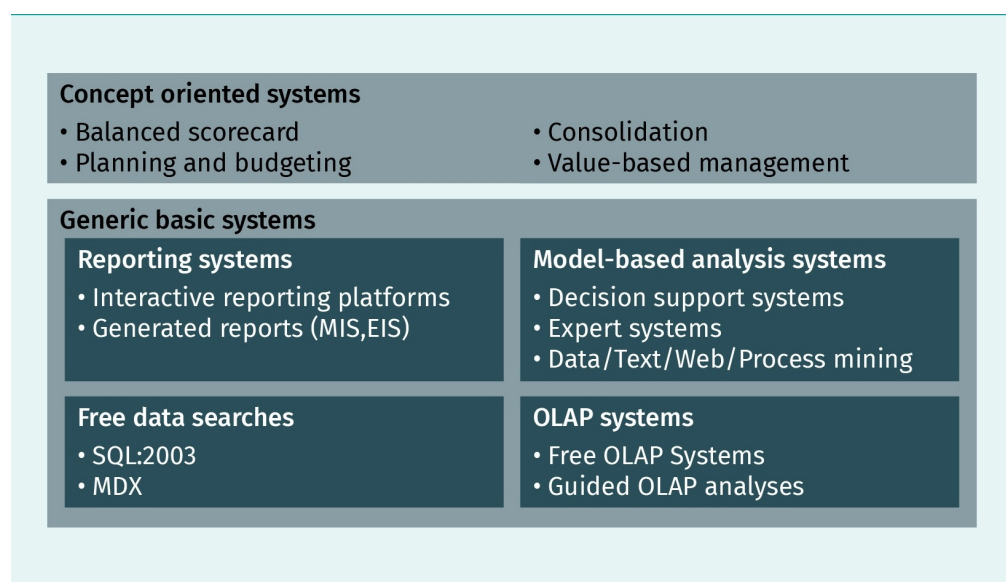 Concept oriented systems
• Balanced scorecard
• Planning and budgeting
• Consolidation
• Value-based management
Generic basic systems
Reporting systems
• Interactive reporting platforms
• Generated reports (MIS,EIS)
Model-based analysis systems
• Decision support systems
• Expert systems
• Data/Text/Web/Process mining
Free data searches
• SQL:2003
• MDX
OLAP systems
• Free OLAP Systems
• Guided OLAP analyses